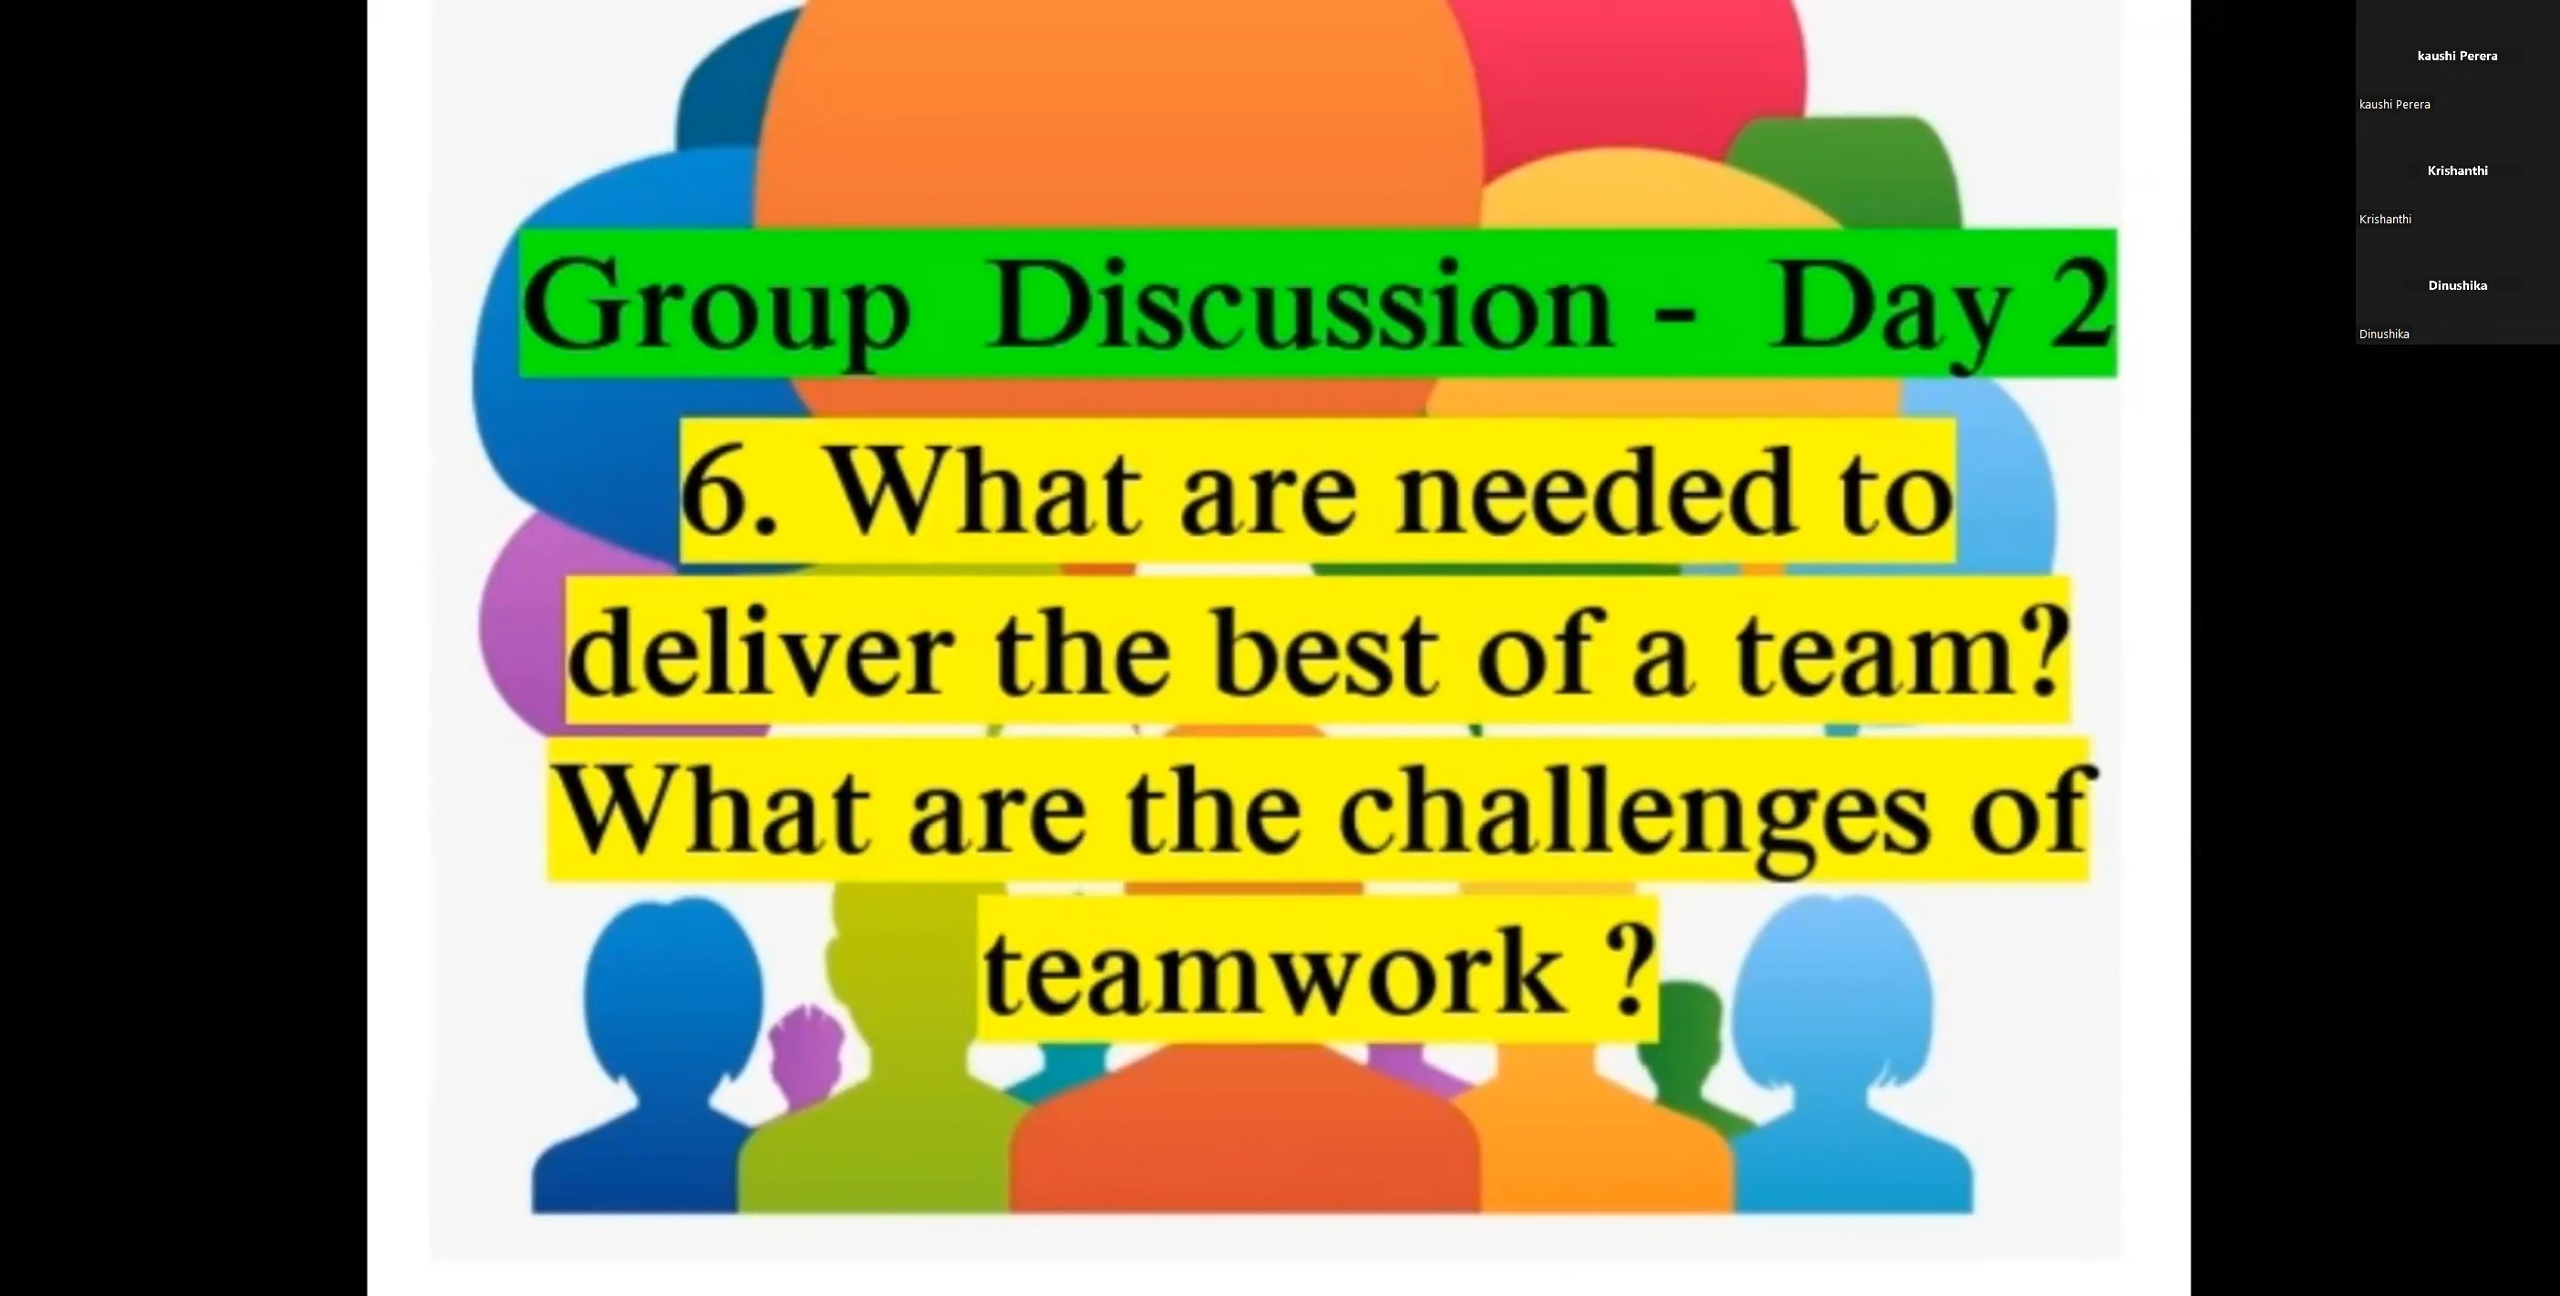 Group Discussion - Day 2
6. What are needed to
deliver the best of a team?
What are the challenges of
teamwork ?
kaushi Perera
kaushi Perera
Krishanthi
Krishanthi
Dinushika
Dinushika